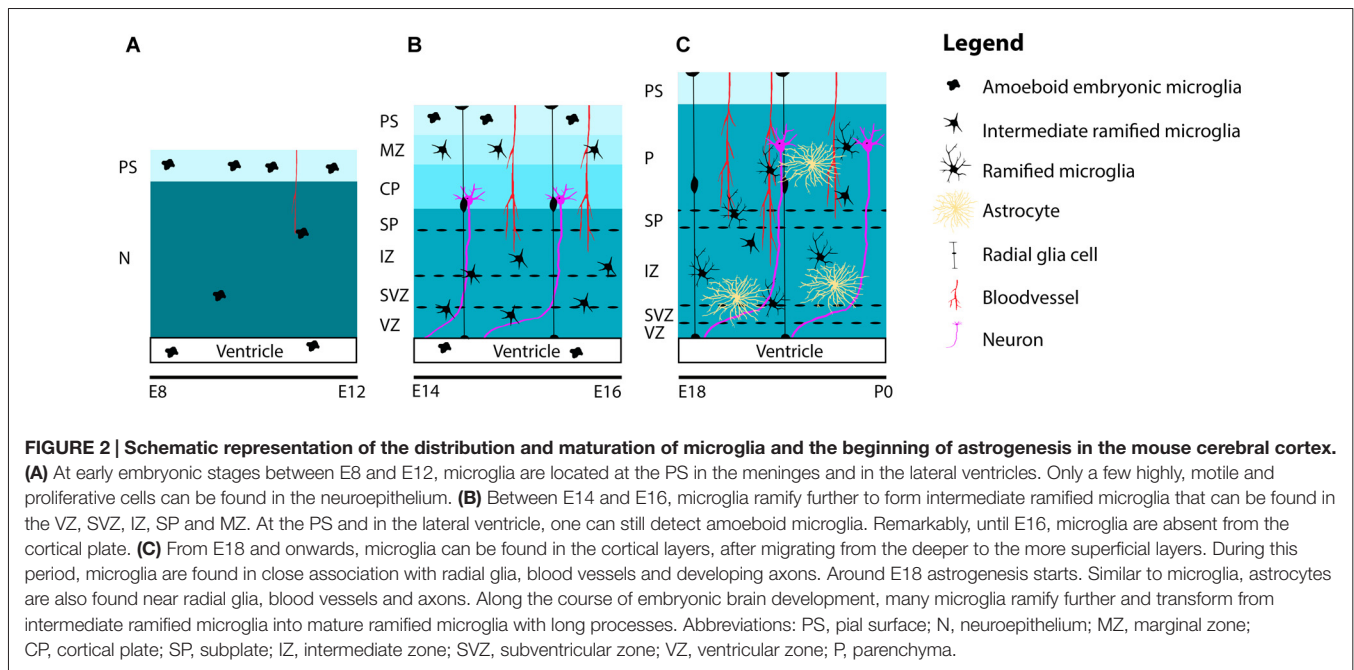 A
PS
N
Ventricle
E8
E12
B
PS
MZ
CP
SP
IZ
SVZ
VZ
Ventricle
E14
E16
C
PS
P
SP
IZ
SVZ
VZ
Ventricle
E18
P0
Legend
Amoeboid embryonic microglia
Intermediate ramified microglia
Ramified microglia
Astrocyte
Radial glia cell
Bloodvessel
Neuron
FIGURE 2 | Schematic representation of the distribution and maturation of microglia and the beginning of astrogenesis in the mouse cerebral cortex.
(A) At early embryonic stages between E8 and E12, microglia are located at the PS in the meninges and in the lateral ventricles. Only a few highly, motile and
proliferative cells can be found in the neuroepithelium. (B) Between E14 and E16, microglia ramify further to form intermediate ramified microglia that can be found in
the VZ, SVZ, IZ, SP and MZ. At the PS and in the lateral ventricle, one can still detect amoeboid microglia. Remarkably, until E16, microglia are absent from the
cortical plate. (C) From E18 and onwards, microglia can be found in the cortical layers, after migrating from the deeper to the more superficial layers. During this
period, microglia are found in close association with radial glia, blood vessels and developing axons. Around E18 astrogenesis starts. Similar to microglia, astrocytes
are also found near radial glia, blood vessels and axons. Along the course of embryonic brain development, many microglia ramify further and transform from
intermediate ramified microglia into mature ramified microglia with long processes. Abbreviations: PS, pial surface; N, neuroepithelium; MZ, marginal zone;
CP, cortical plate; SP, subplate; IZ, intermediate zone; SVZ, subventricular zone; VZ, ventricular zone; P, parenchyma.